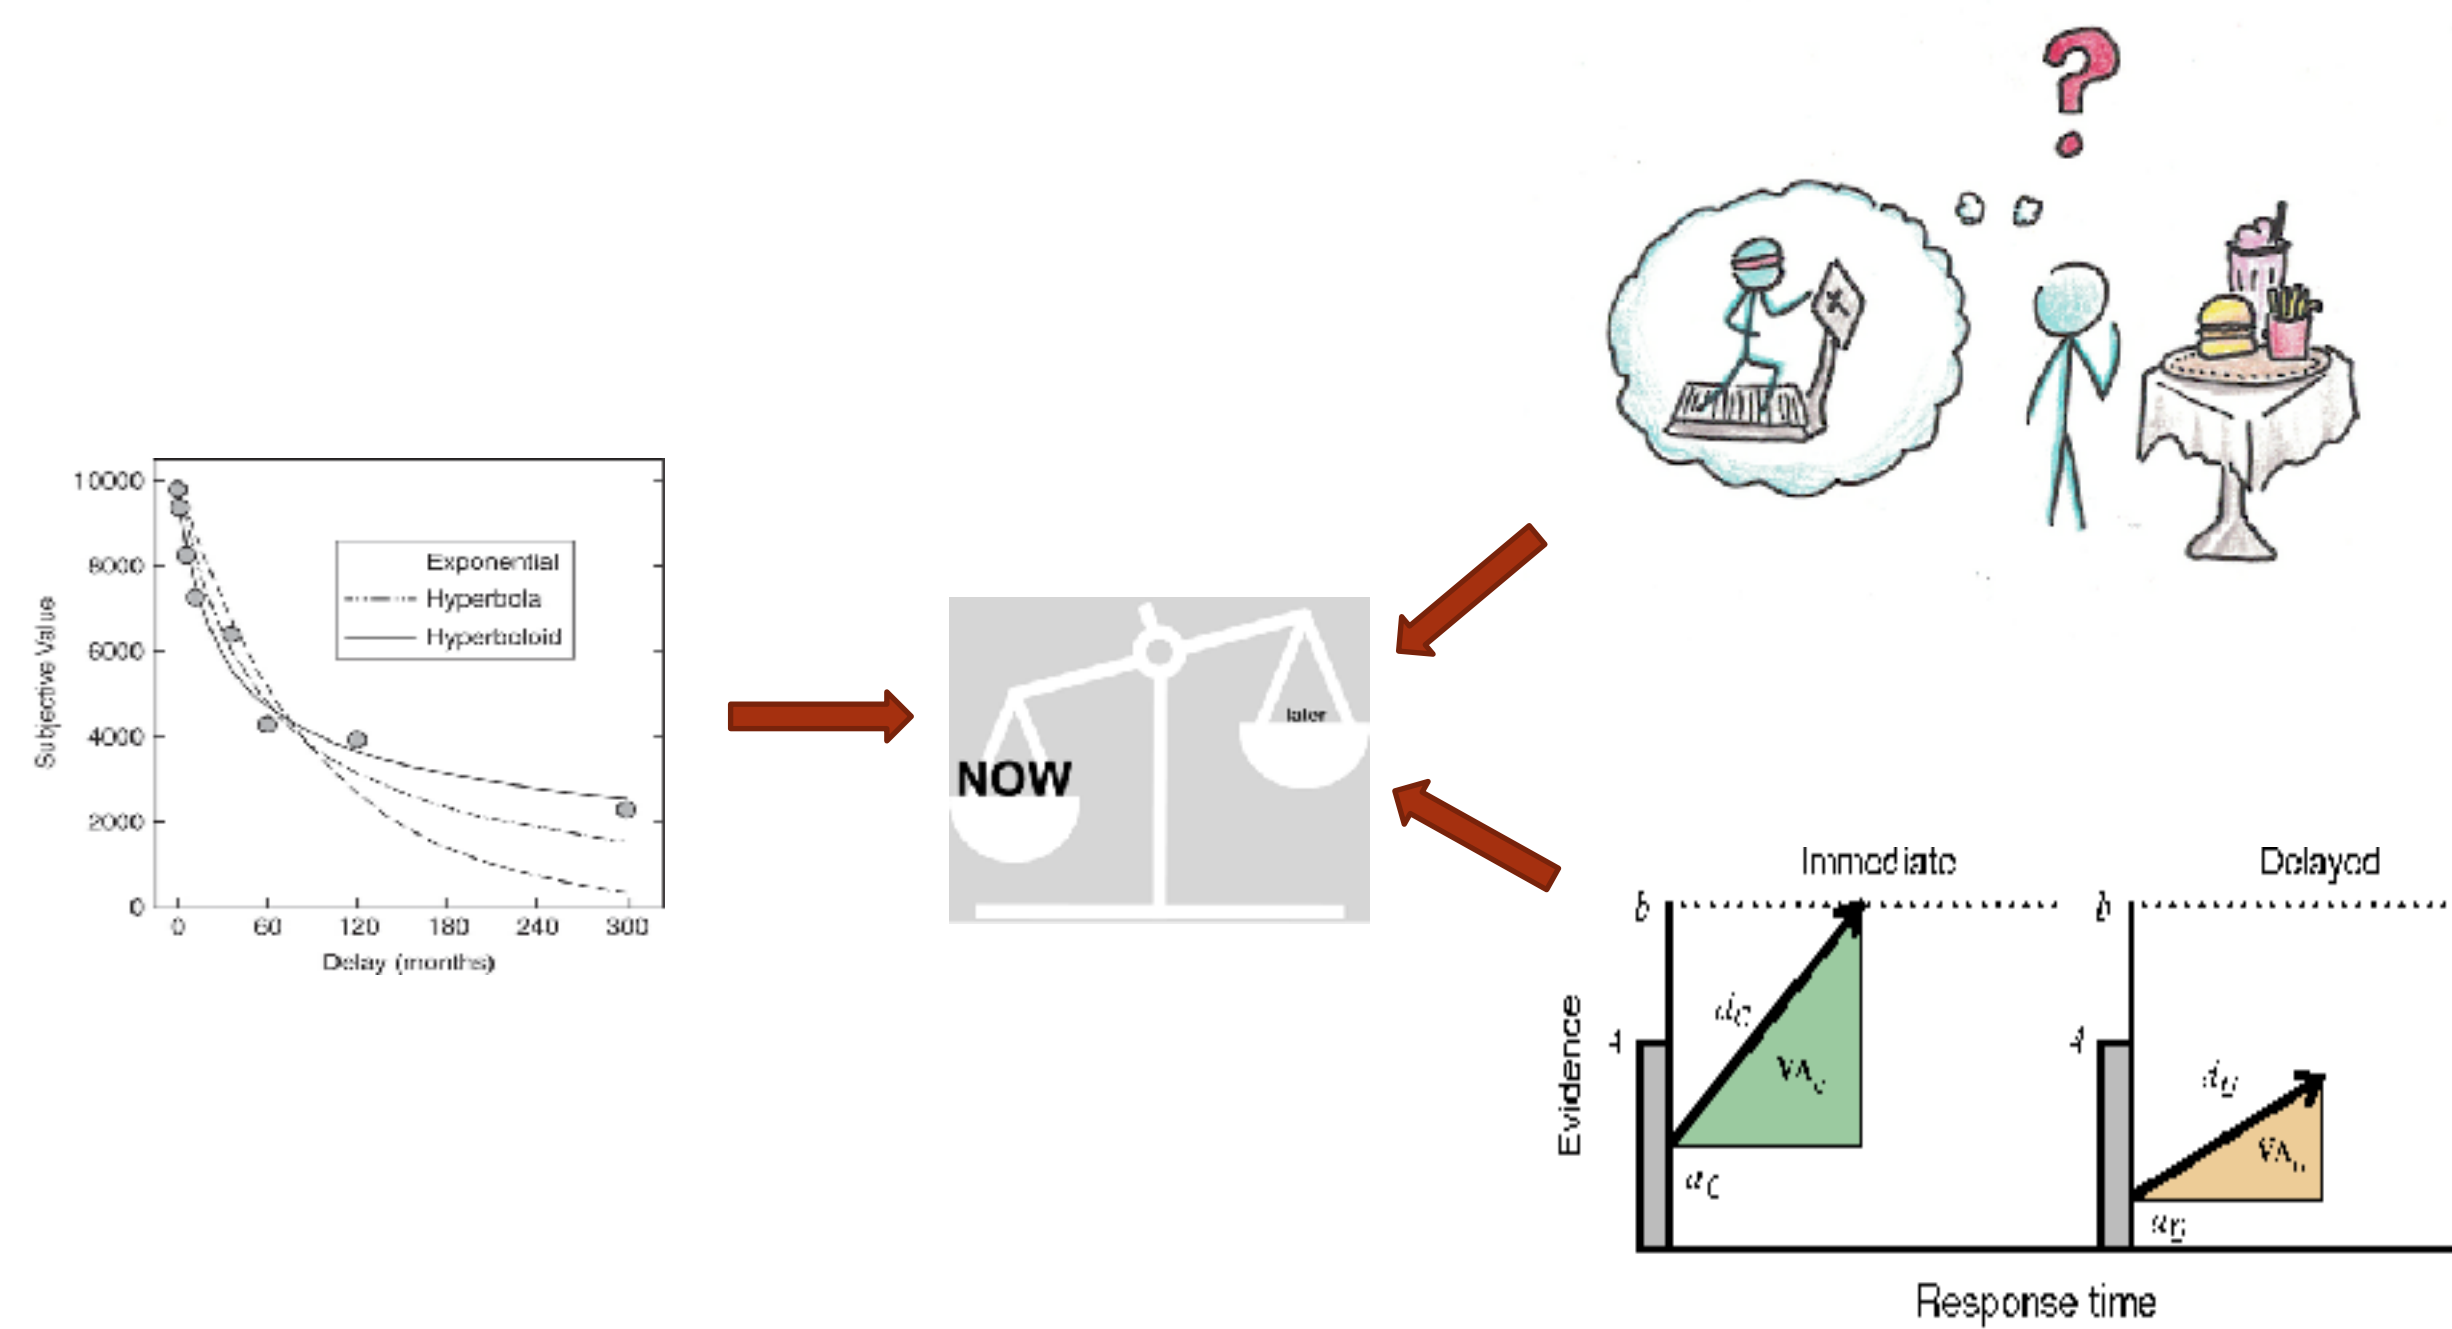 10000
8000
6000
4000
2000
0
Subjective Value
Exponential
Hyperbola
Hyperboloid
0 60 120 180 240 300
Delay (months)
NOW
later
?
Immediate
Delayed
b
b
Evidence
A
A
d
d
a
a
Response time